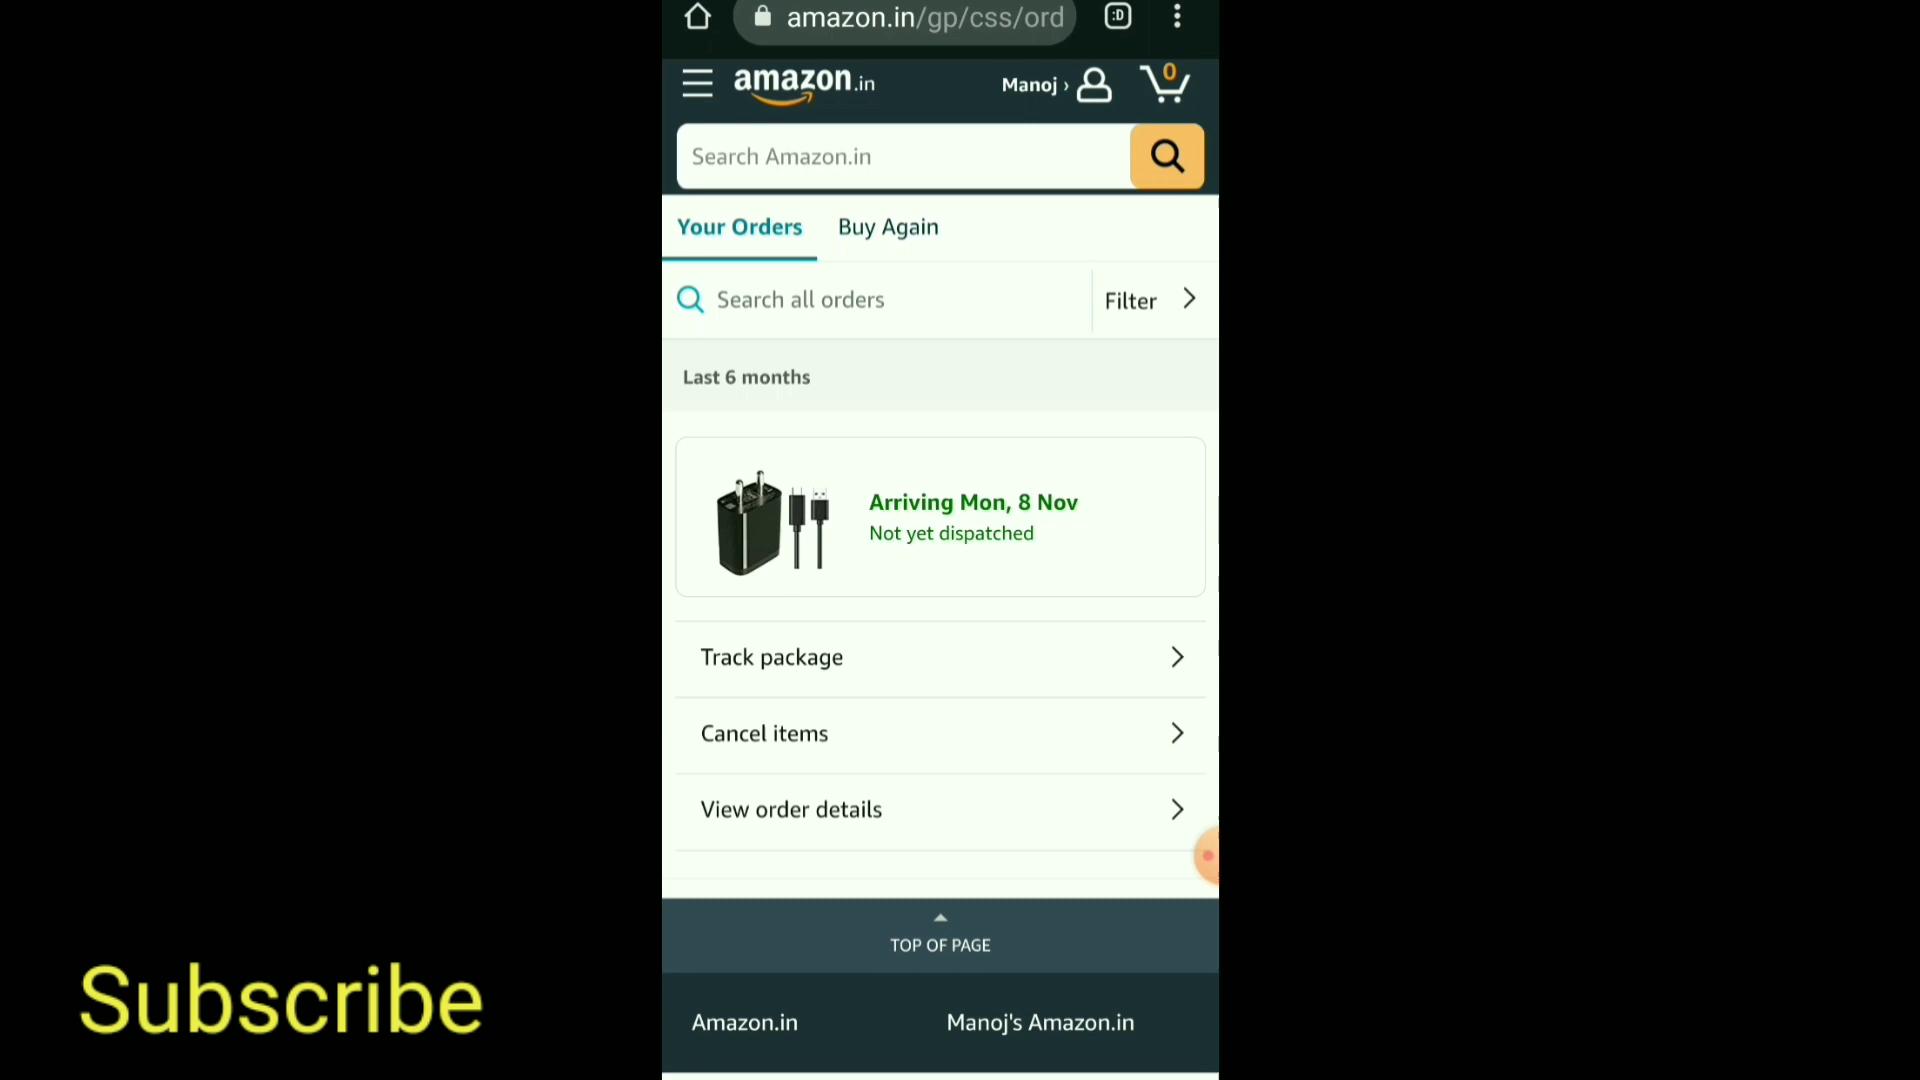 amazon.in/gp/css/ord
:D
amazon.in
Manoj ›
0
Search Amazon.in
Your Orders
Buy Again
Search all orders
Filter
Last 6 months
Arriving Mon, 8 Nov
Not yet dispatched
Track package
Cancel items
View order details
TOP OF PAGE
Amazon.in
Manoj's Amazon.in
Subscribe